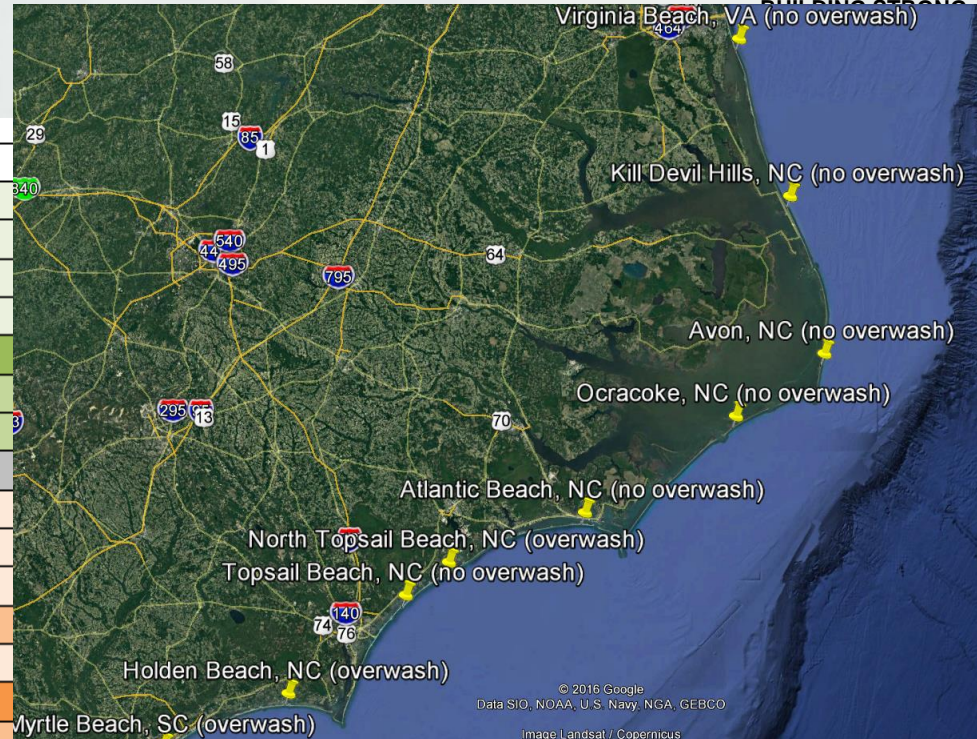 Virginia Beach, VA (no overwash)
464
58
15
29
85
1
Kill Devil Hills, NC (no overwash)
840
540
64
495
795
Avon, NC (no overwash)
Ocracoke, NC (no overwash)
295
13
70
Atlantic Beach, NC (no overwash)
North Topsail Beach, NC (overwash)
Topsail Beach, NC (no overwash)
140
74
76
Holden Beach, NC (overwash)
© 2016 Google
Data SIO, NOAA, U.S. Navy, NGA, GEBCO
Myrtle Beach, SC (overwash)
Image Landsat / Copernicus